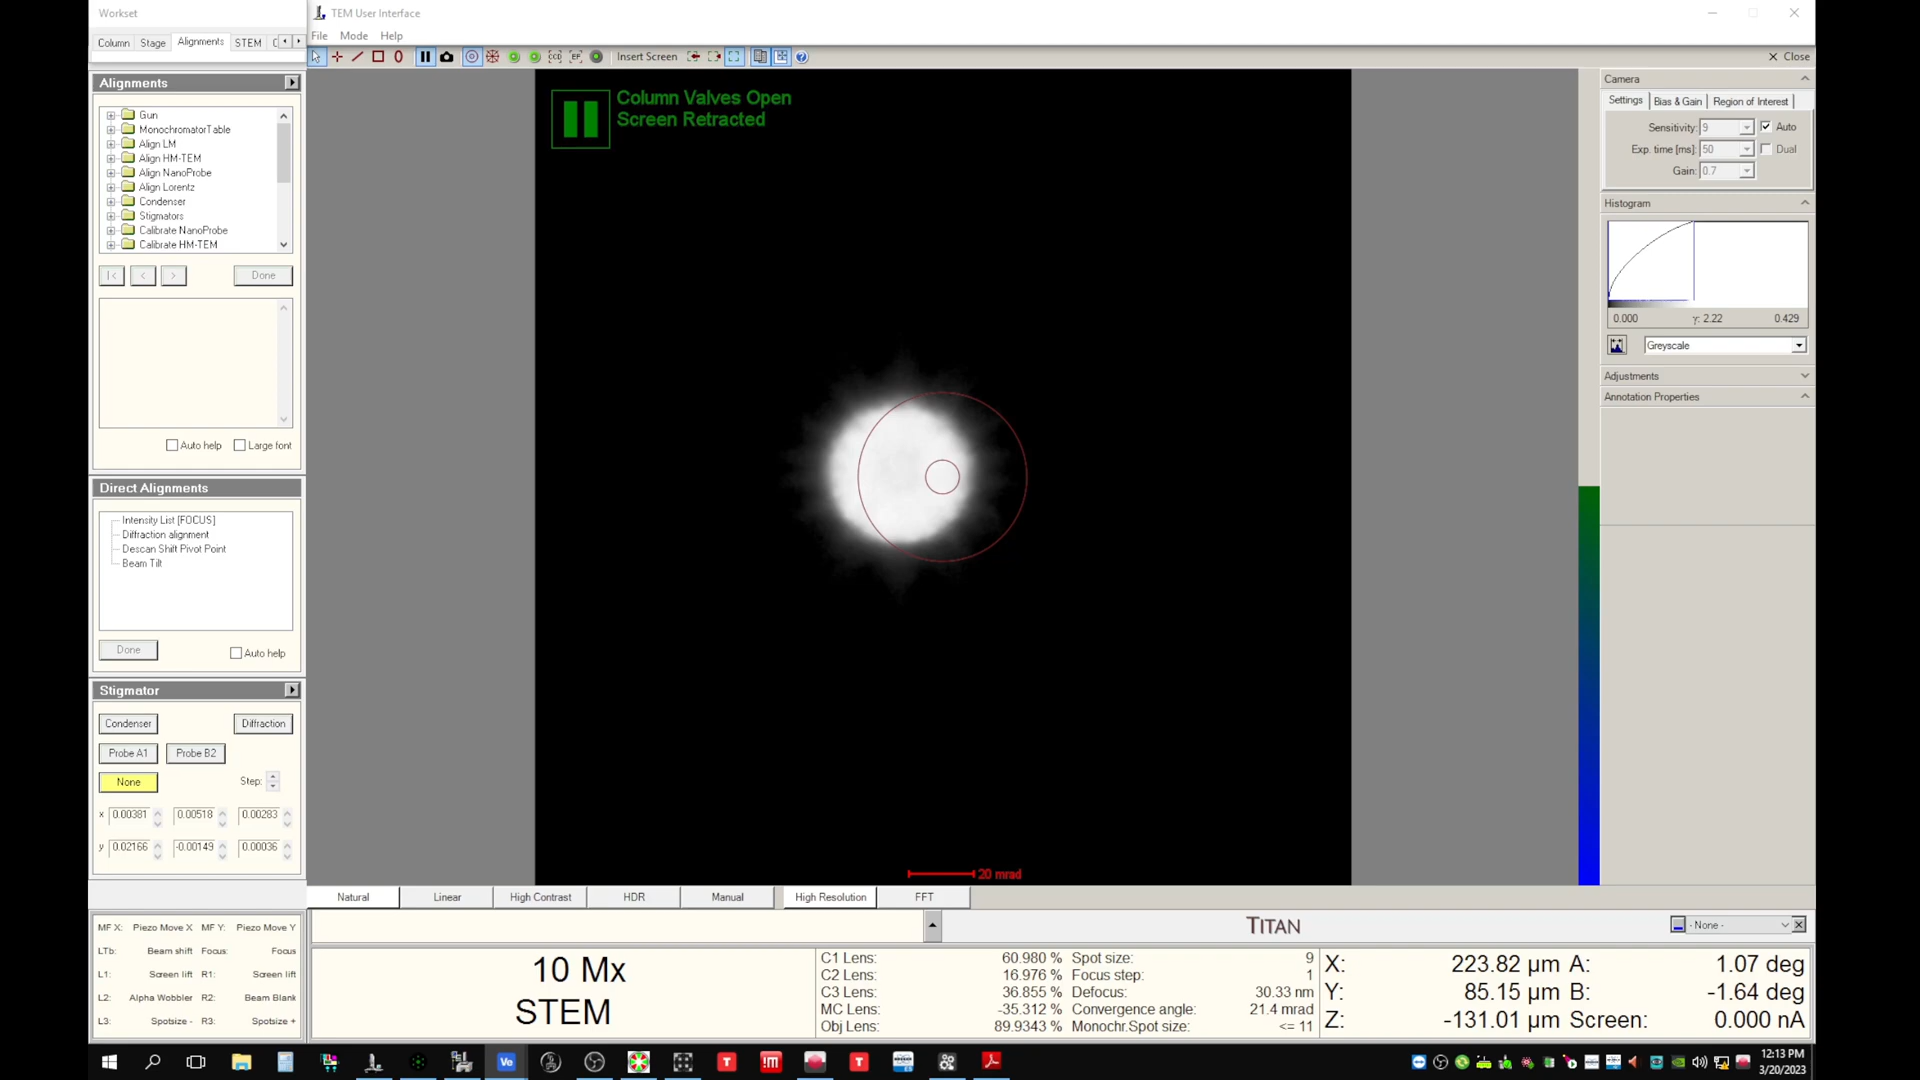 Workset
TEM User Interface
Column Stage Alignments STEM C
File Mode Help
CCD EF Insert Screen
Close
Alignments
Gun
MonochromatorTable
Align LM
Align HM-TEM
Align NanoProbe
Align Lorentz
Condenser
Stigmators
Calibrate NanoProbe
Calibrate HM-TEM
|< < > Done
Auto help Large font
Direct Alignments
Intensity List [FOCUS]
Diffraction alignment
Descan Shift Pivot Point
Beam Tilt
Done Auto help
Stigmator
Condenser Diffraction
Probe A1 Probe B2
None Step:
x 0.00381 0.00518 0.00283
y 0.02166 -0.00149 0.00036
MF X: Piezo Move X MF Y: Piezo Move Y
LTb: Beam shift Focus: Focus
L1: Screen lift R1: Screen lift
L2: Alpha Wobbler R2: Beam Blank
L3: Spotsize - R3: Spotsize +
Column Valves Open
Screen Retracted
20 mrad
Camera
Settings Bias & Gain Region of Interest
Sensitivity: 9 Auto
Exp. time [ms]: 50 Dual
Gain: 0.7
Histogram
0.000 γ: 2.22 0.429
Greyscale
Adjustments
Annotation Properties
Natural Linear High Contrast HDR Manual High Resolution FFT
TITAN
- None -
10 Mx
STEM
C1 Lens: 60.980 % Spot size: 9
C2 Lens: 16.976 % Focus step: 1
C3 Lens: 36.855 % Defocus: 30.33 nm
MC Lens: -35.312 % Convergence angle: 21.4 mrad
Obj Lens: 89.9343 % Monochr.Spot size: <= 11
X: 223.82 µm A: 1.07 deg
Y: 85.15 µm B: -1.64 deg
Z: -131.01 µm Screen: 0.000 nA
Ve
T
T
12:13 PM
3/20/2023